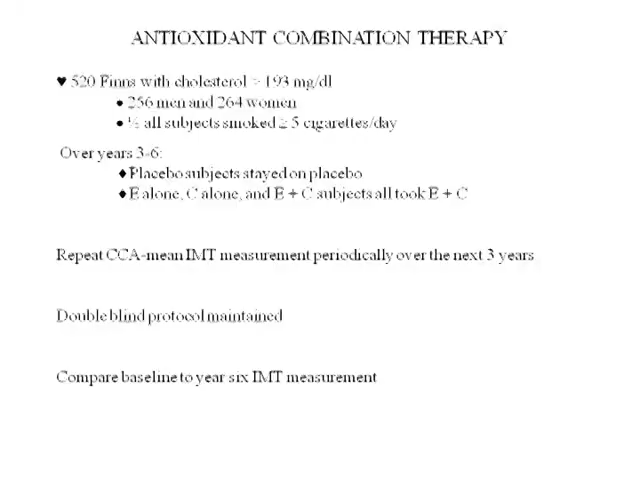 ANTIOXIDANT COMBINATION THERAPY
♥ 520 Finns with cholesterol > 193 mg/dl
● 256 men and 264 women
● ½ all subjects smoked ≥ 5 cigarettes/day
Over years 3-6:
♦Placebo subjects stayed on placebo
♦E alone, C alone, and E + C subjects all took E + C
Repeat CCA-mean IMT measurement periodically over the next 3 years
Double blind protocol maintained
Compare baseline to year six IMT measurement